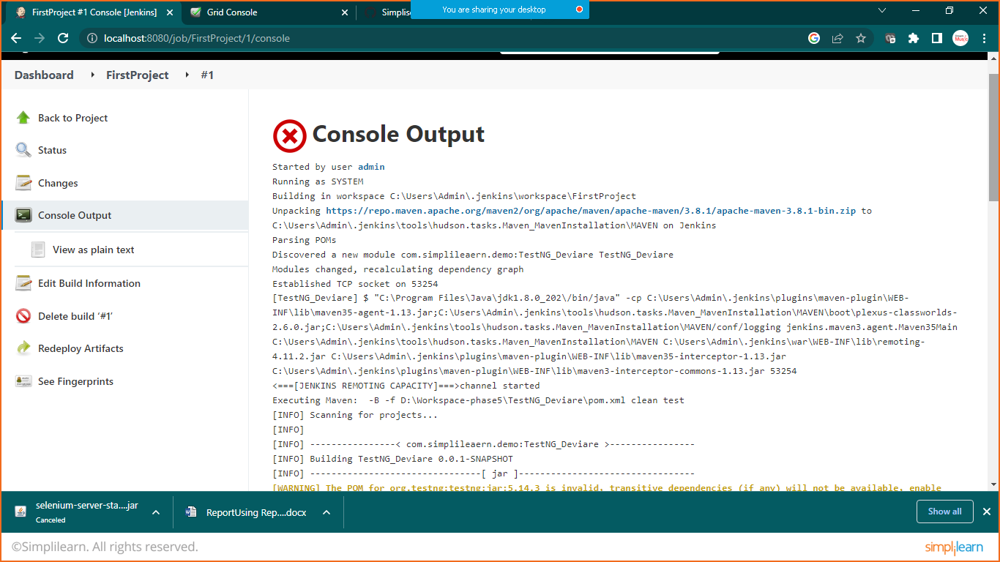 FirstProject #1 Console [Jenkins]
Grid Console
Simplis
You are sharing your desktop
localhost:8080/job/FirstProject/1/console
Dashboard
FirstProject
#1
Back to Project
Status
Changes
Console Output
View as plain text
Edit Build Information
Delete build ‘#1’
Redeploy Artifacts
See Fingerprints
Console Output
Started by user admin
Running as SYSTEM
Building in workspace C:\Users\Admin\.jenkins\workspace\FirstProject
Unpacking https://repo.maven.apache.org/maven2/org/apache/maven/apache-maven/3.8.1/apache-maven-3.8.1-bin.zip to
C:\Users\Admin\.jenkins\tools\hudson.tasks.Maven_MavenInstallation\MAVEN on Jenkins
Parsing POMs
Discovered a new module com.simplileaern.demo:TestNG_Deviare TestNG_Deviare
Modules changed, recalculating dependency graph
Established TCP socket on 53254
[TestNG_Deviare] $ "C:\Program Files\Java\jdk1.8.0_202\/bin/java" -cp C:\Users\Admin\.jenkins\plugins\maven-plugin\WEB-
INF\lib\maven35-agent-1.13.jar;C:\Users\Admin\.jenkins\tools\hudson.tasks.Maven_MavenInstallation\MAVEN\boot\plexus-classworlds-
2.6.0.jar;C:\Users\Admin\.jenkins\tools\hudson.tasks.Maven_MavenInstallation\MAVEN/conf/logging jenkins.maven3.agent.Maven35Main
C:\Users\Admin\.jenkins\tools\hudson.tasks.Maven_MavenInstallation\MAVEN C:\Users\Admin\.jenkins\war\WEB-INF\lib\remoting-
4.11.2.jar C:\Users\Admin\.jenkins\plugins\maven-plugin\WEB-INF\lib\maven35-interceptor-1.13.jar
C:\Users\Admin\.jenkins\plugins\maven-plugin\WEB-INF\lib\maven3-interceptor-commons-1.13.jar 53254
<===[JENKINS REMOTING CAPACITY]===>channel started
Executing Maven:  -B -f D:\Workspace-phase5\TestNG_Deviare\pom.xml clean test
[INFO] Scanning for projects...
[INFO]
[INFO] ----------------< com.simplileaern.demo:TestNG_Deviare >----------------
[INFO] Building TestNG_Deviare 0.0.1-SNAPSHOT
[INFO] --------------------------------[ jar ]---------------------------------
[WARNING] The POM for org.testng:testng:jar:5.14.3 is invalid, transitive dependencies (if any) will not be available, enable
selenium-server-sta....jar
Canceled
ReportUsing Rep....docx
Show all
©Simplilearn. All rights reserved.
simplilearn